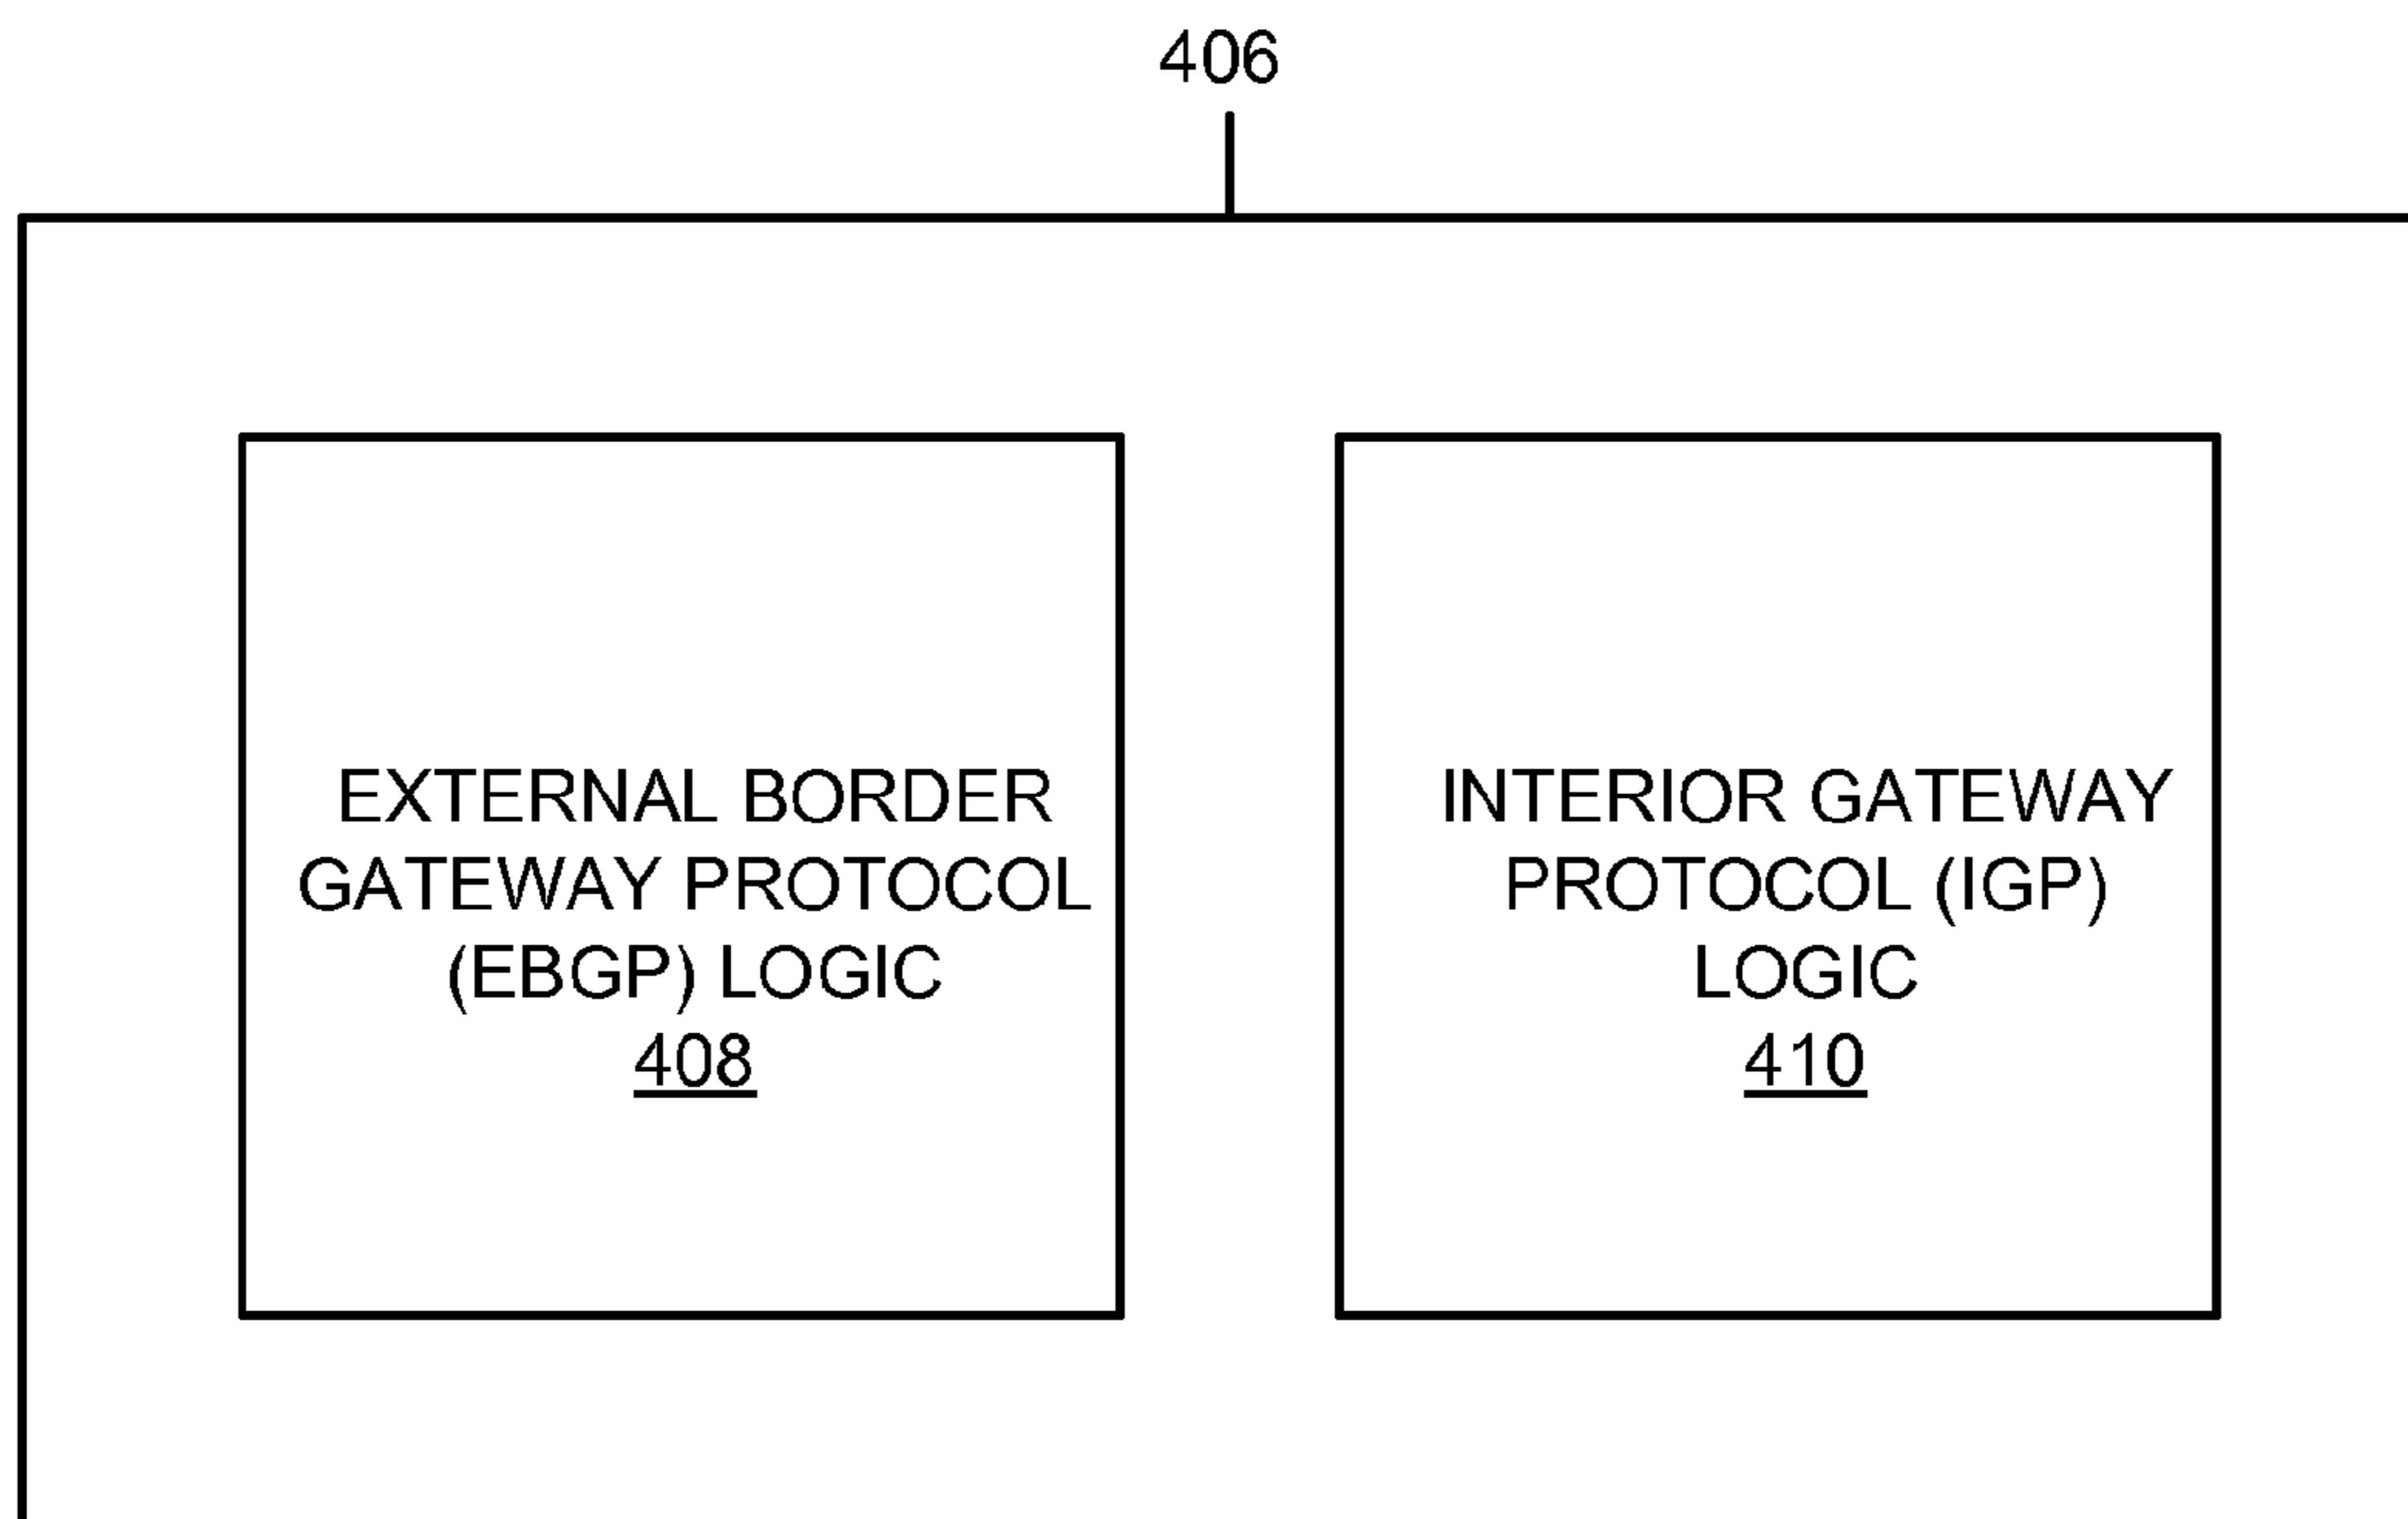 406
EXTERNAL BORDER
GATEWAY PROTOCOL
(EBGP) LOGIC
408
INTERIOR GATEWAY
PROTOCOL (IGP)
LOGIC
410